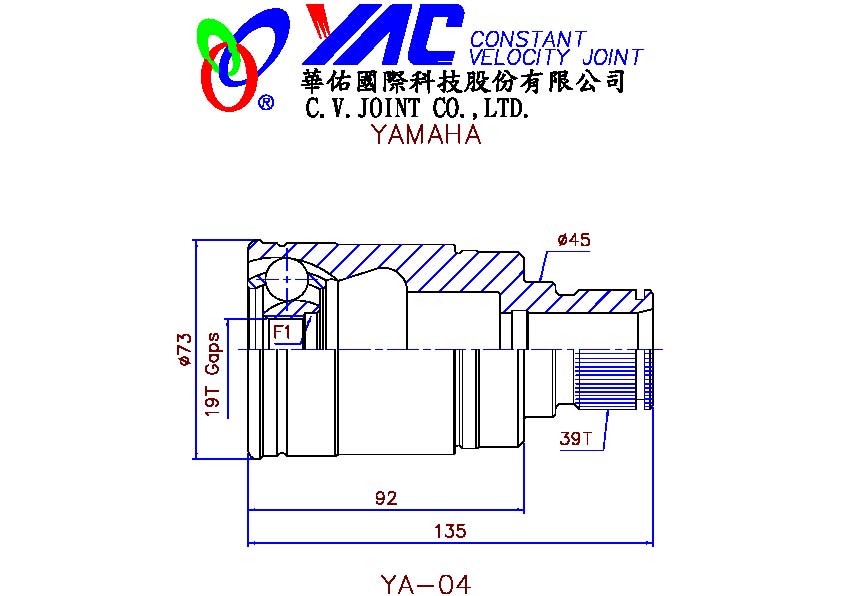 YAC CONSTANT
VELOCITY JOINT
®
華佑國際科技股份有限公司
C.V.JOINT CO.,LTD.
YAMAHA
ø45
ø73
19T Gaps
F1
39T
92
135
YA-04